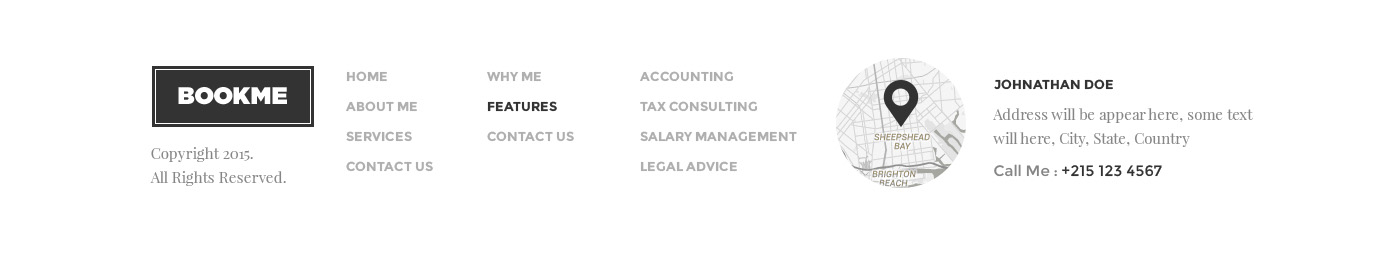 BOOKME
Copyright 2015.
All Rights Reserved.
HOME
ABOUT ME
SERVICES
CONTACT US
WHY ME
FEATURES
CONTACT US
ACCOUNTING
TAX CONSULTING
SALARY MANAGEMENT
LEGAL ADVICE
SHEEPSHEAD
BAY
BRIGHTON
BEACH
JOHNATHAN DOE
Address will be appear here, some text
will here, City, State, Country
Call Me : +215 123 4567